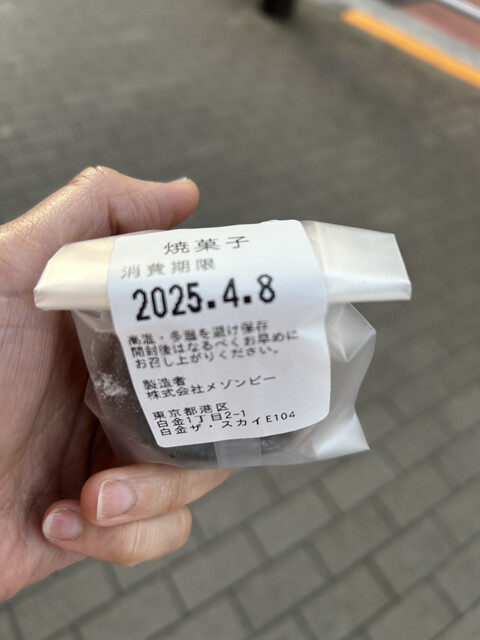 焼菓子
消費期限
2025.4.8
高温・多湿を避け保存
開封後はなるべくお早めに
お召し上がりください。
製造者
株式会社メゾンビー
東京都港区
白金1丁目2-1
白金ザ・スカイE104